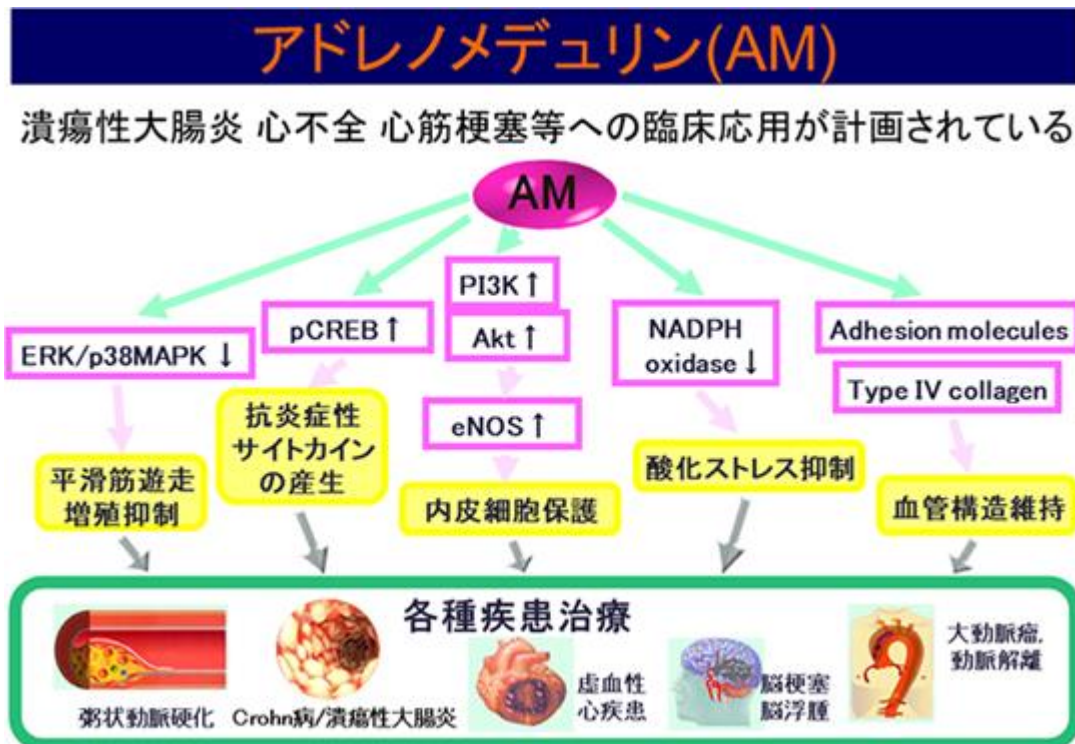 アドレノメデュリン(AM)
潰瘍性大腸炎 心不全 心筋梗塞等への臨床応用が計画されている
AM
ERK/p38MAPK ↓
pCREB ↑
PI3K ↑
Akt ↑
eNOS ↑
NADPH
oxidase ↓
Adhesion molecules
Type IV collagen
平滑筋遊走
増殖抑制
抗炎症性
サイトカイン
の産生
内皮細胞保護
酸化ストレス抑制
血管構造維持
各種疾患治療
粥状動脈硬化
Crohn病/潰瘍性大腸炎
虚血性
心疾患
脳梗塞
脳浮腫
大動脈瘤,
動脈解離